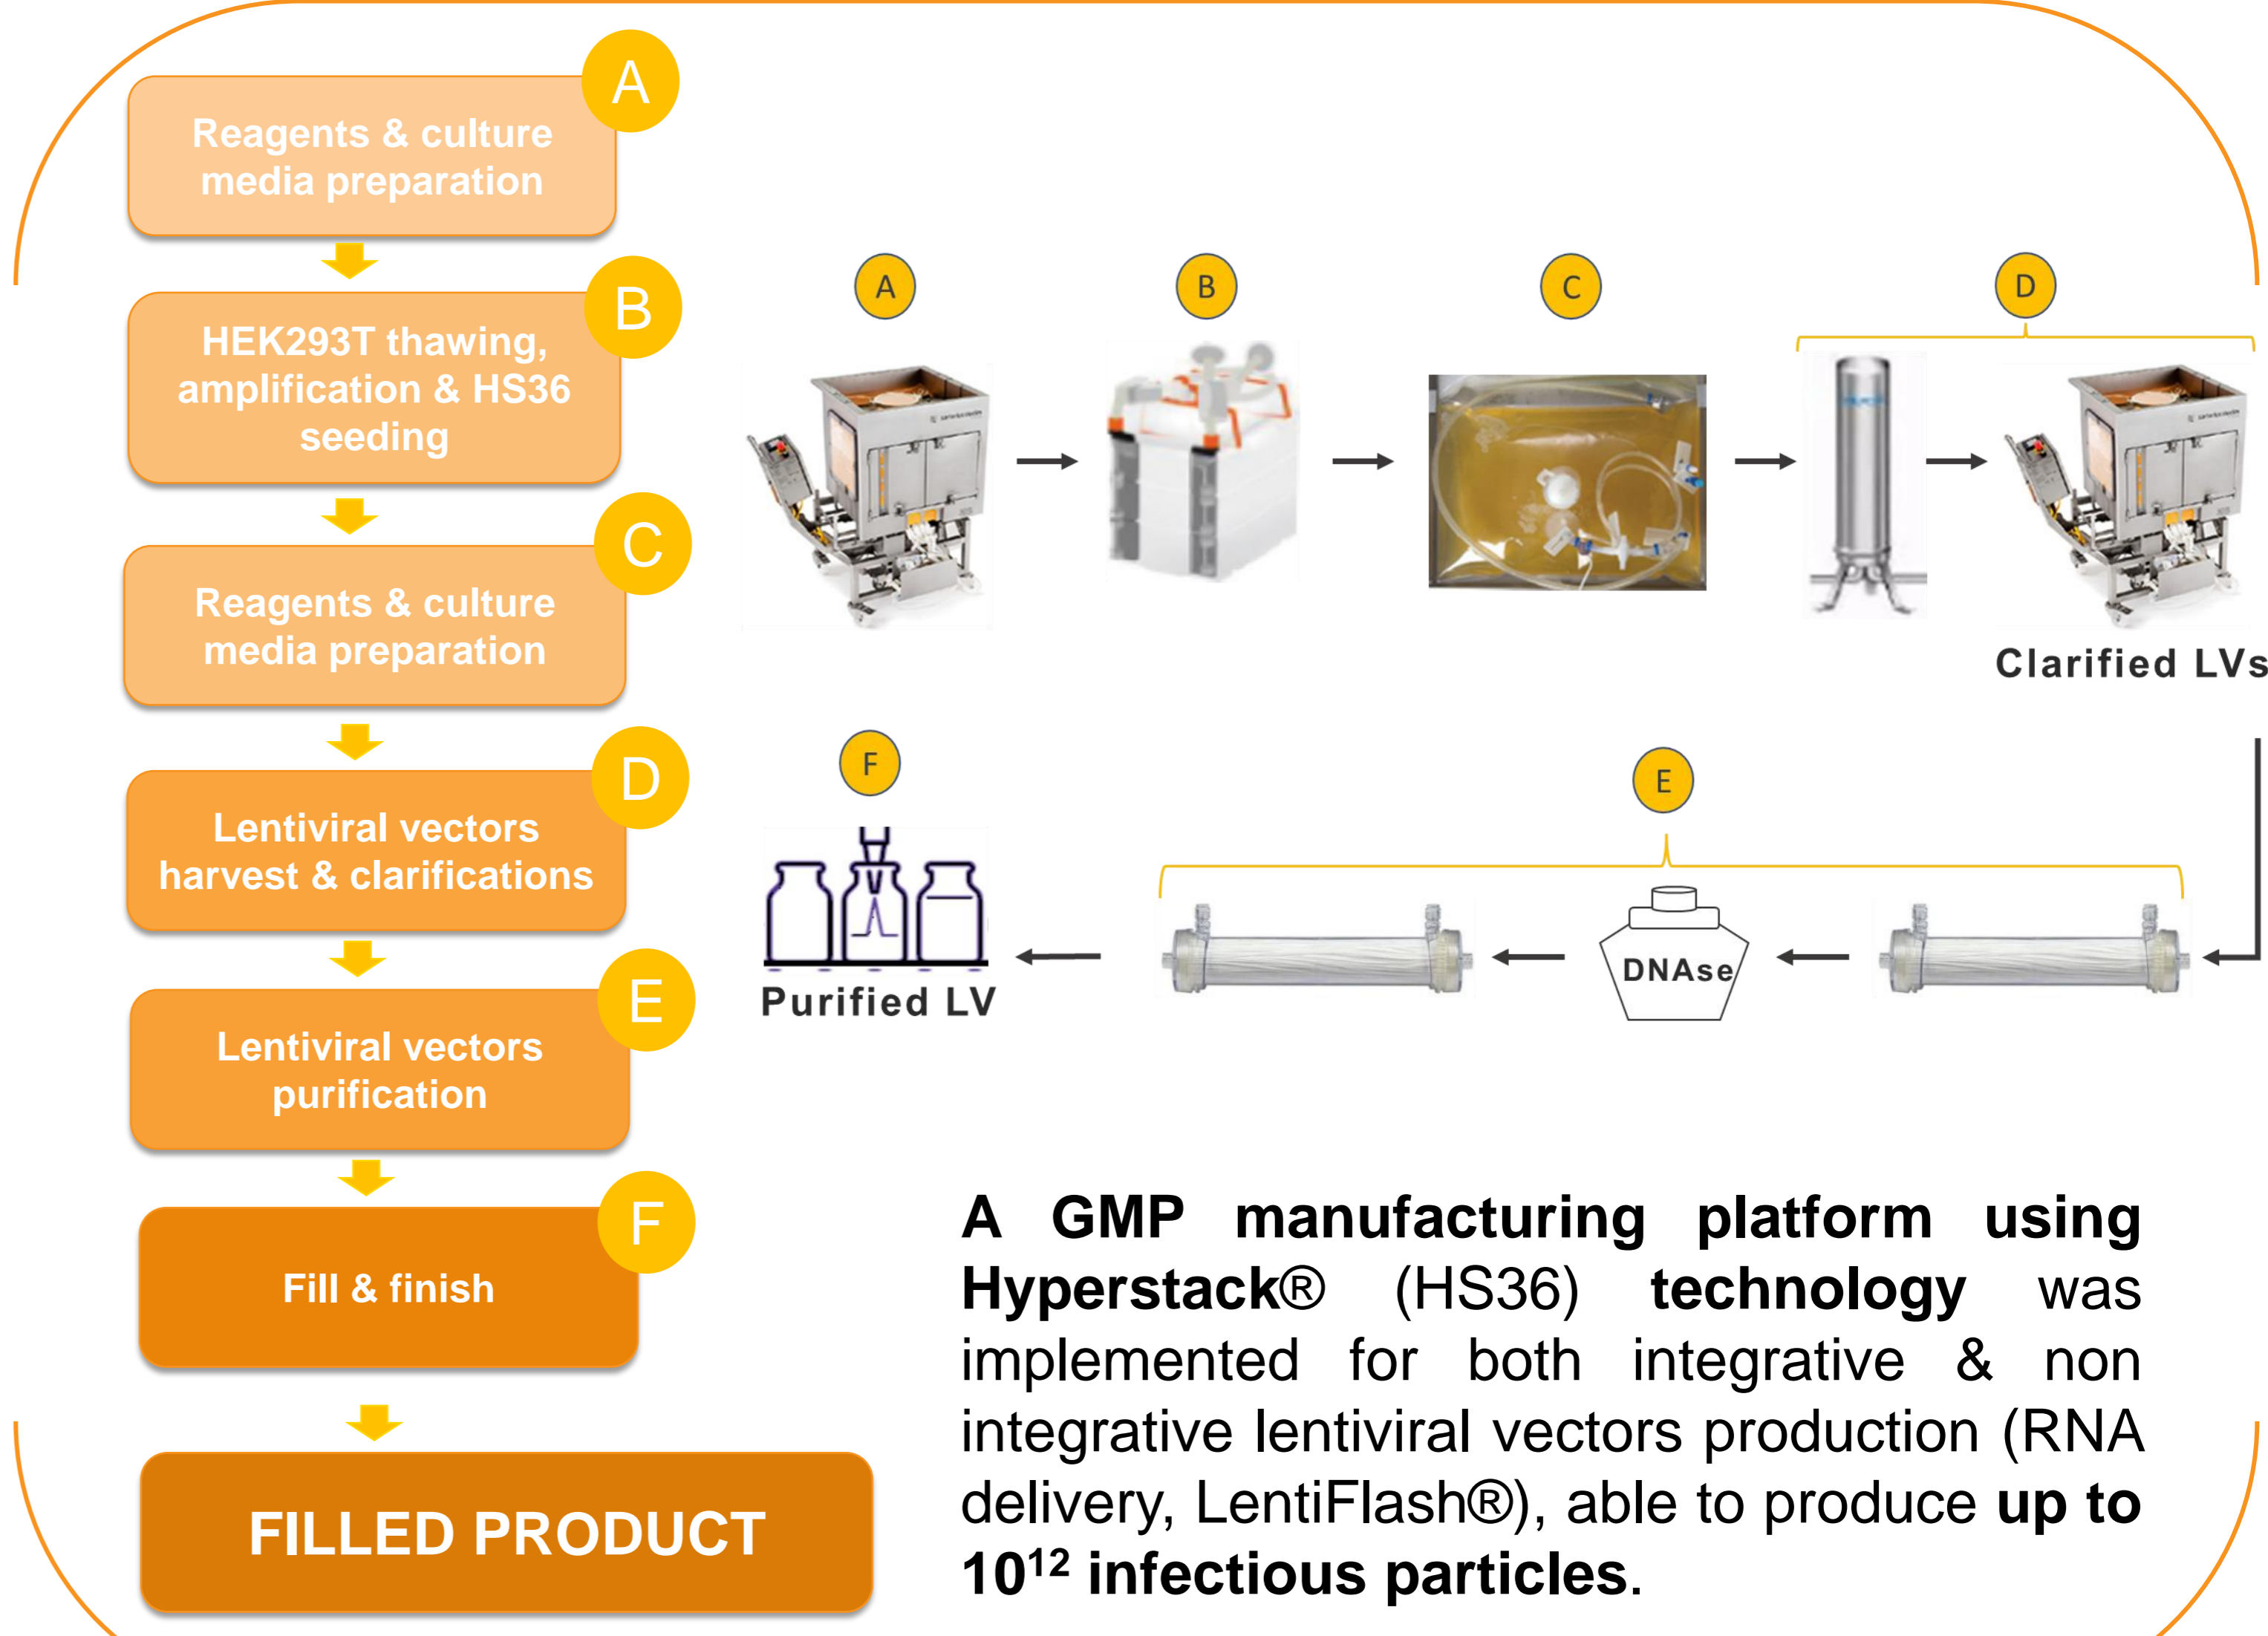 A
Reagents & culture
media preparation
B
HEK293T thawing,
amplification & HS36
seeding
C
Reagents & culture
media preparation
D
Lentiviral vectors
harvest & clarifications
E
Lentiviral vectors
purification
F
Fill & finish
FILLED PRODUCT
A
B
C
D
Clarified LVs
F
E
DNAse
Purified LV
A GMP manufacturing platform using
Hyperstack® (HS36) technology was
implemented for both integrative & non
integrative lentiviral vectors production (RNA
delivery, LentiFlash®), able to produce up to
10¹² infectious particles.